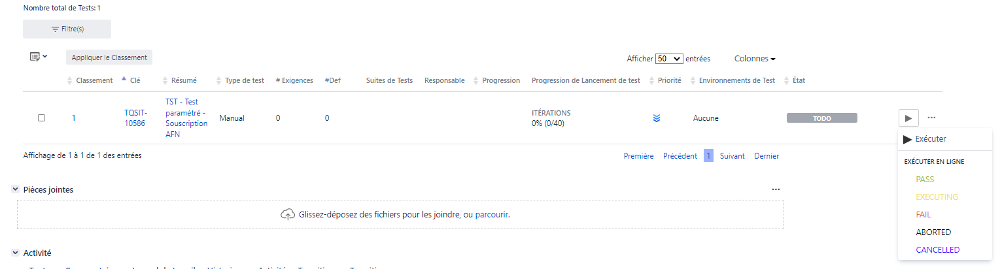 Nombre total de Tests: 1
Filtre(s)
Appliquer le Classement
Afficher 50 entrées
Colonnes
Classement Clé Résumé Type de test # Exigences #Def Suites de Tests Responsable Progression Progression de Lancement de test Priorité Environnements de Test État
1
TQSIT-
10586
TST - Test
paramétré -
Souscription
AFN
Manual
0
0
ITÉRATIONS
0% (0/40)
Aucune
TODO
Exécuter
EXÉCUTER EN LIGNE
PASS
EXECUTING
FAIL
ABORTED
CANCELLED
Affichage de 1 à 1 de 1 des entrées
Première Précédent 1 Suivant Dernier
Pièces jointes
Glissez-déposez des fichiers pour les joindre, ou parcourir.
Activité